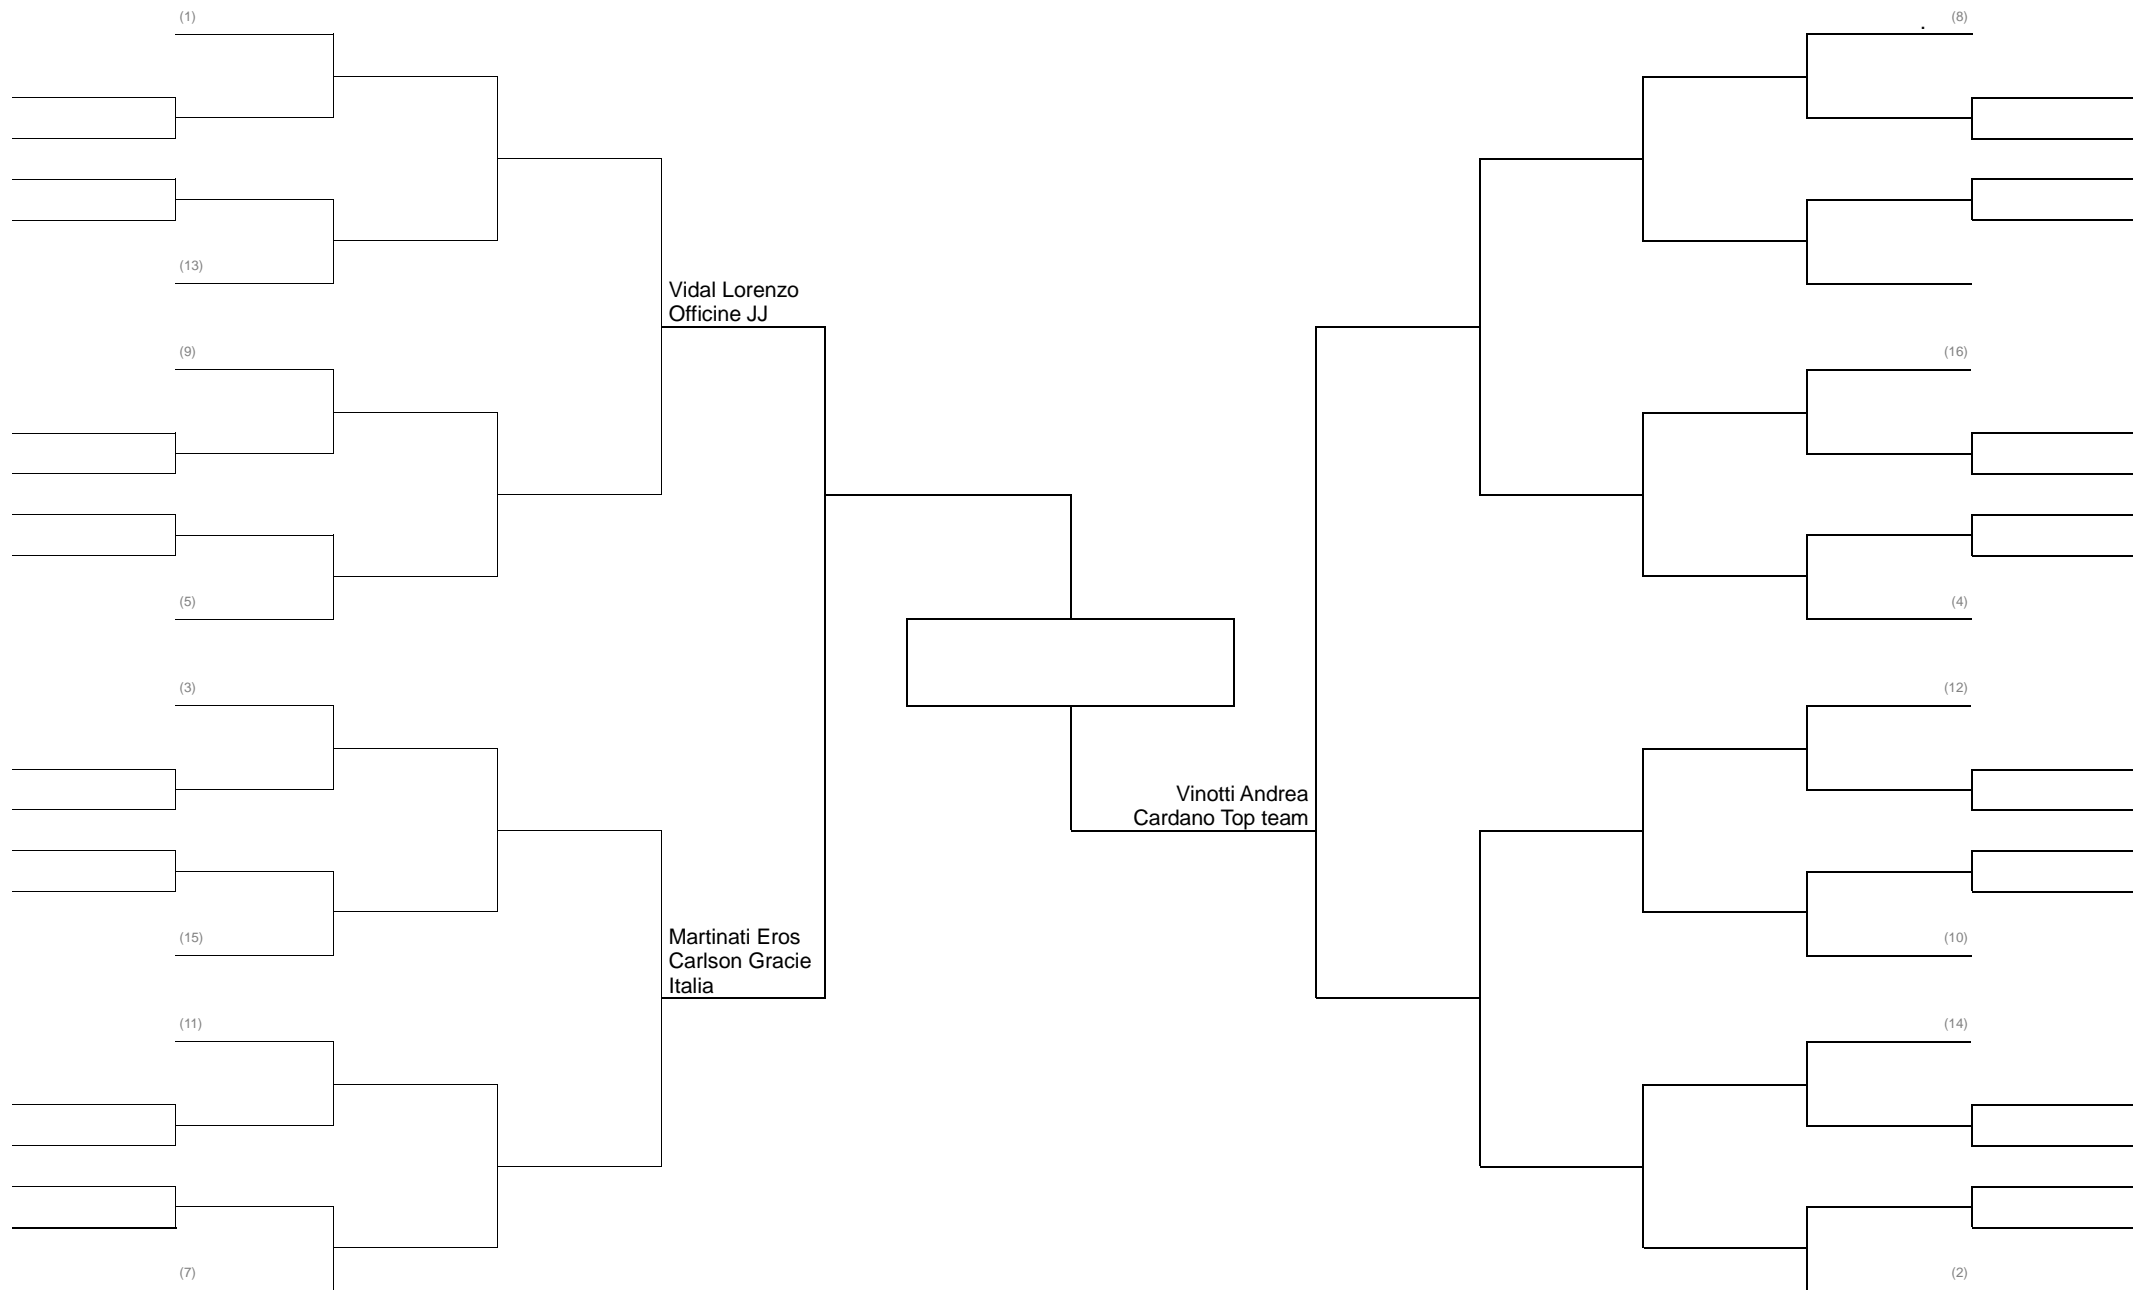 (1)
. (8)
(13)
Vidal Lorenzo
Officine JJ
(9)
(16)
(5)
(4)
(3)
(12)
Vinotti Andrea
Cardano Top team
(15)
(10)
Martinati Eros
Carlson Gracie
Italia
(11)
(14)
(7)
(2)